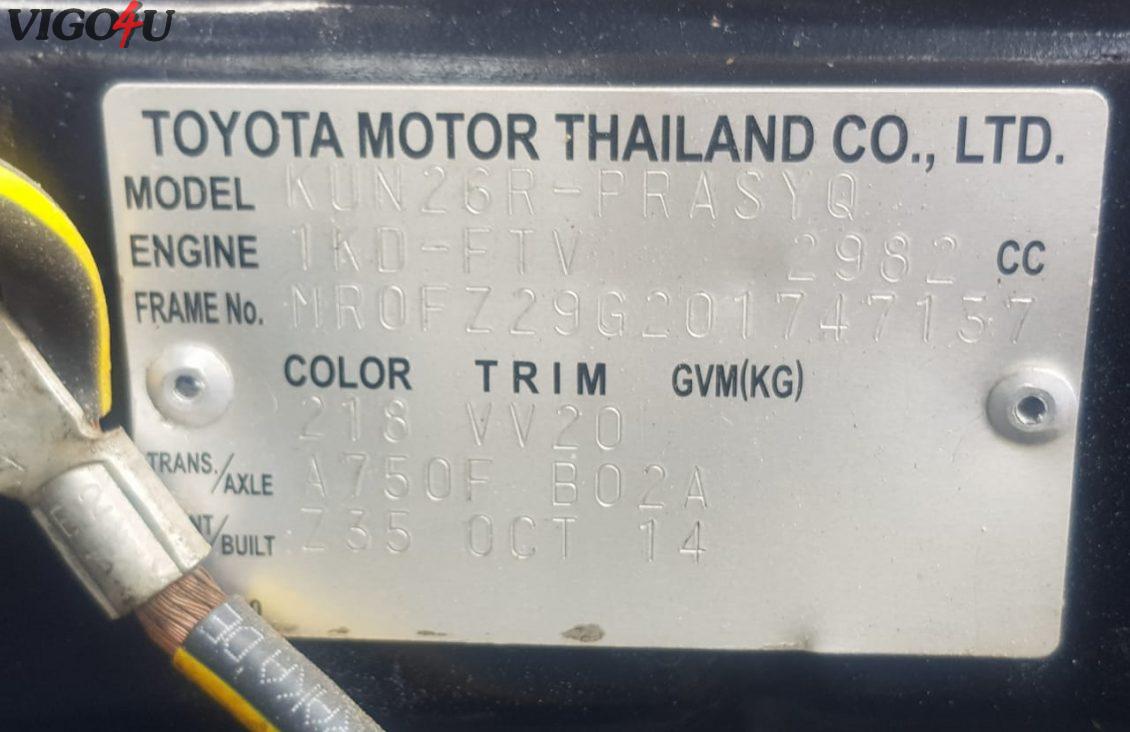 VIGO4U
TOYOTA MOTOR THAILAND CO., LTD.
MODEL KUN26R-PRASYQ
ENGINE 1KD-FTV 2982 CC
FRAME No. MR0FZ29G201747137
COLOR TRIM GVM(KG)
218 VV20
TRANS./AXLE A750F B02A
/BUILT Z35 OCT 14